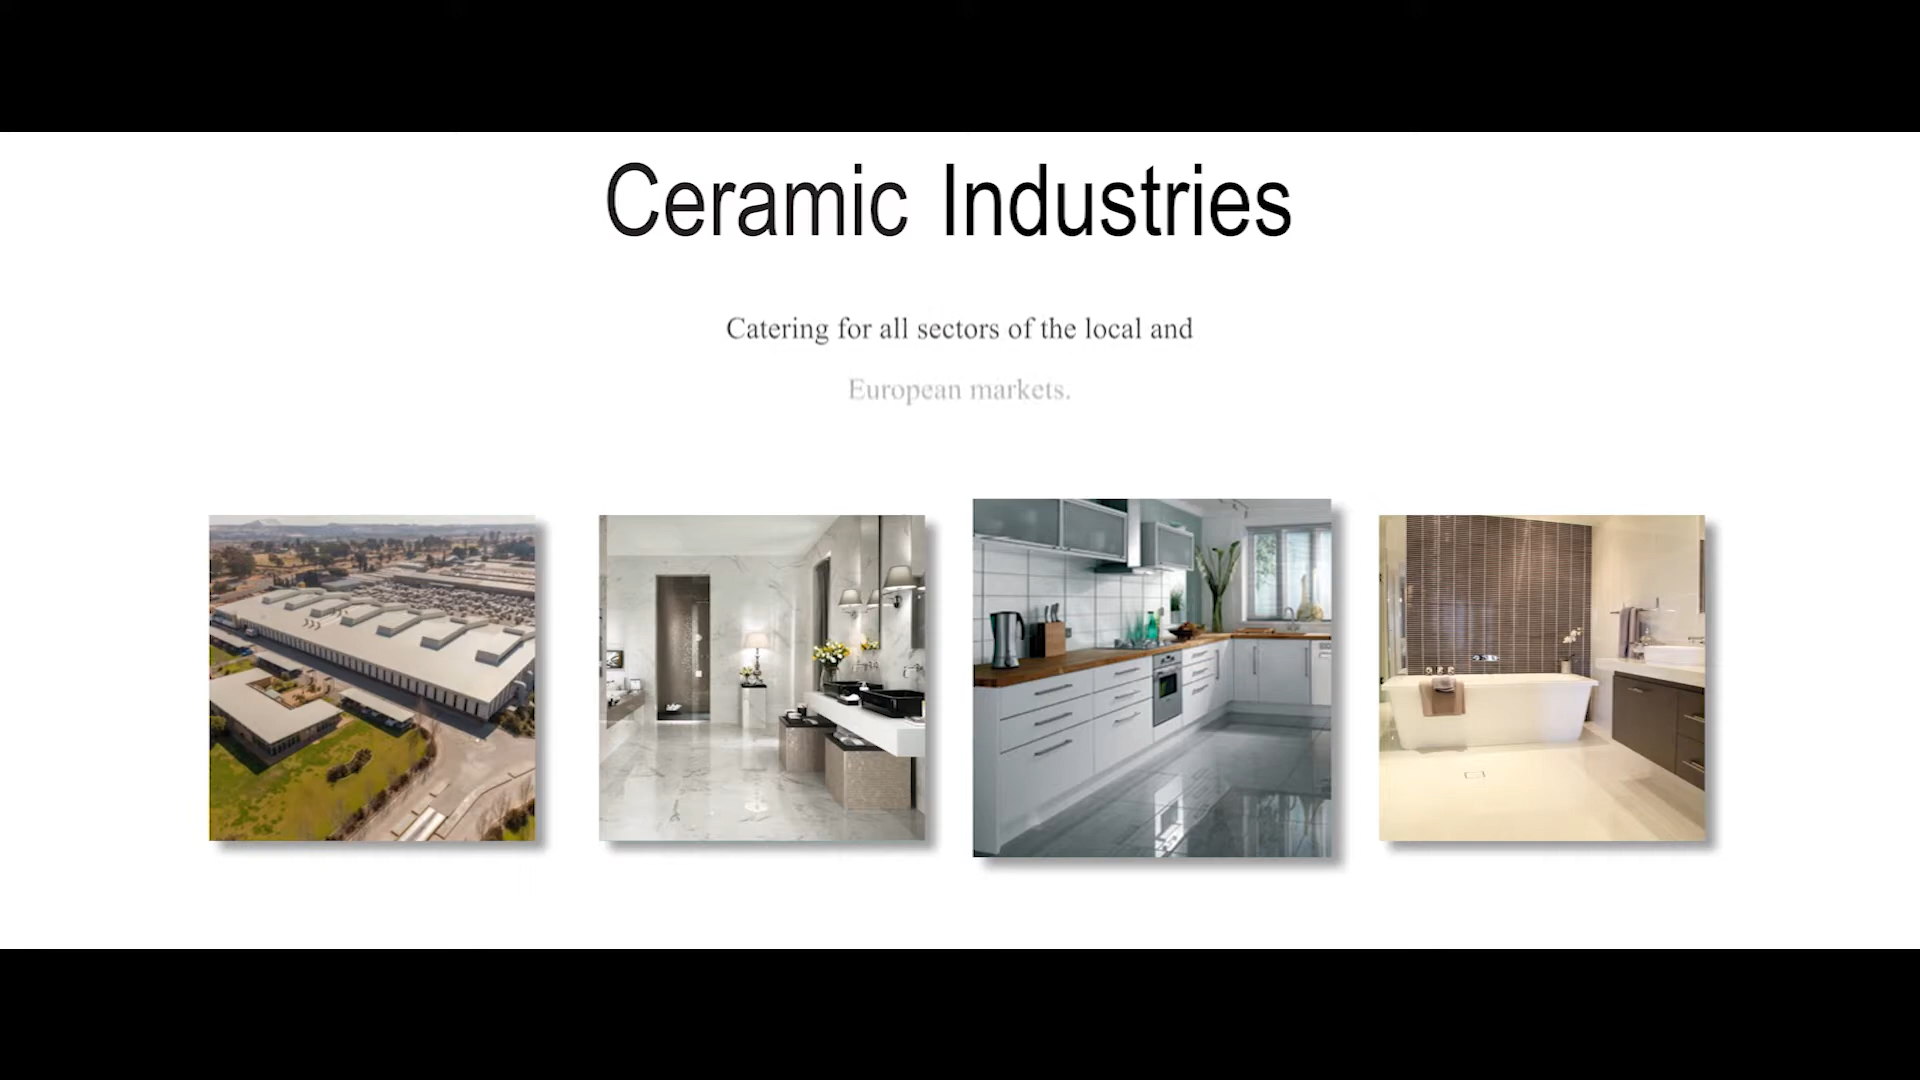 Ceramic Industries
Catering for all sectors of the local and
European markets.